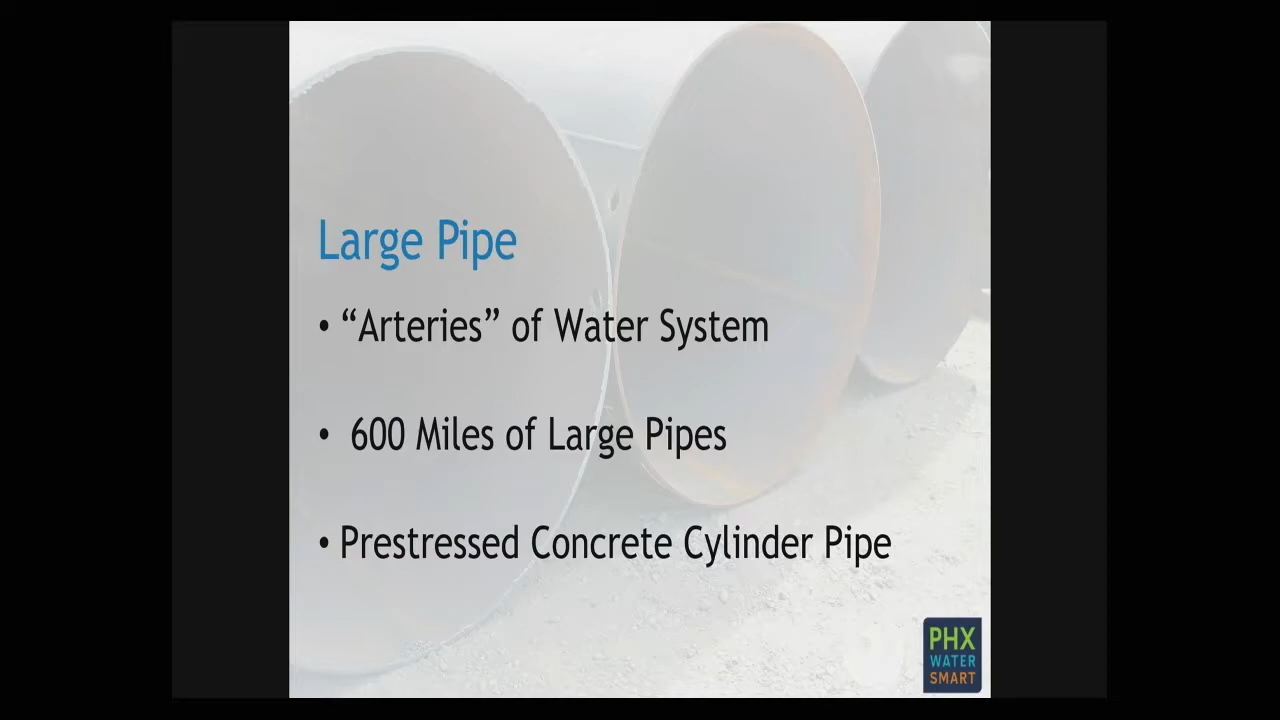 Large Pipe
• “Arteries” of Water System
• 600 Miles of Large Pipes
• Prestressed Concrete Cylinder Pipe
PHX
WATER
SMART